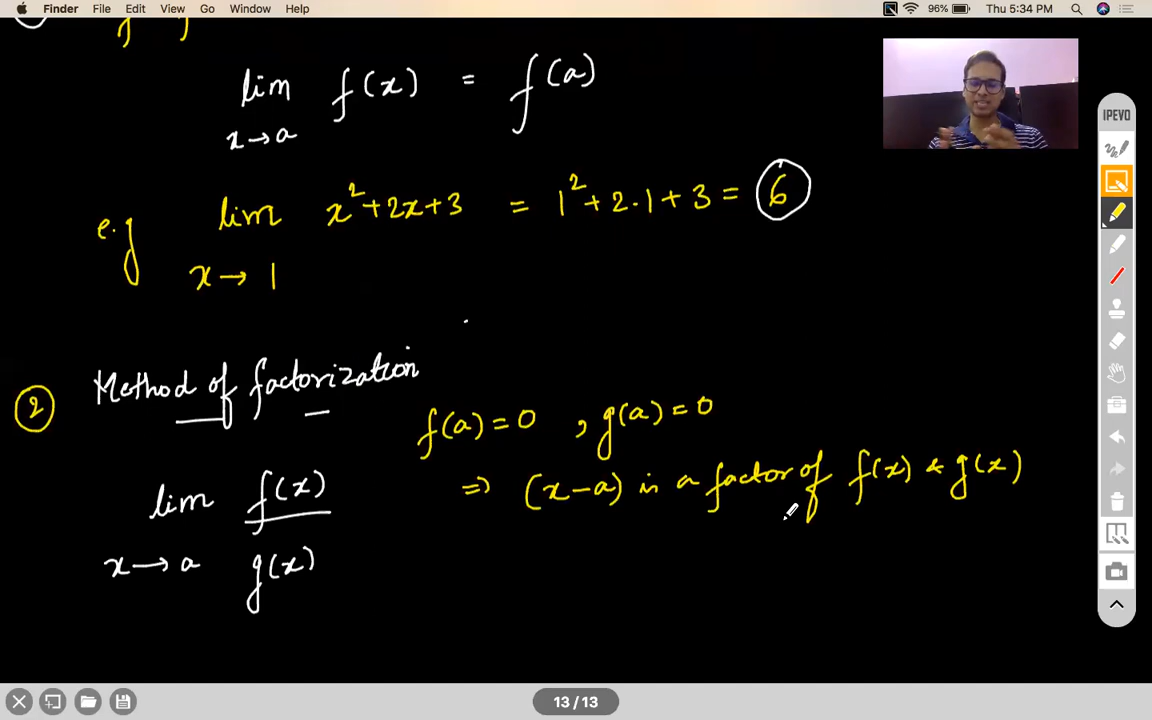 Finder File Edit View Go Window Help 96% Thu 5:34 PM
lim f(x) = f(a)
x→a
IPEVO
e.g lim x²+2x+3 = 1²+2·1+3 = 6
x→1
2 Method of factorization
f(a)=0 , g(a)=0
⇒ (x-a) is a factor of f(x) & g(x)
lim f(x)
x→a g(x)
13 / 13